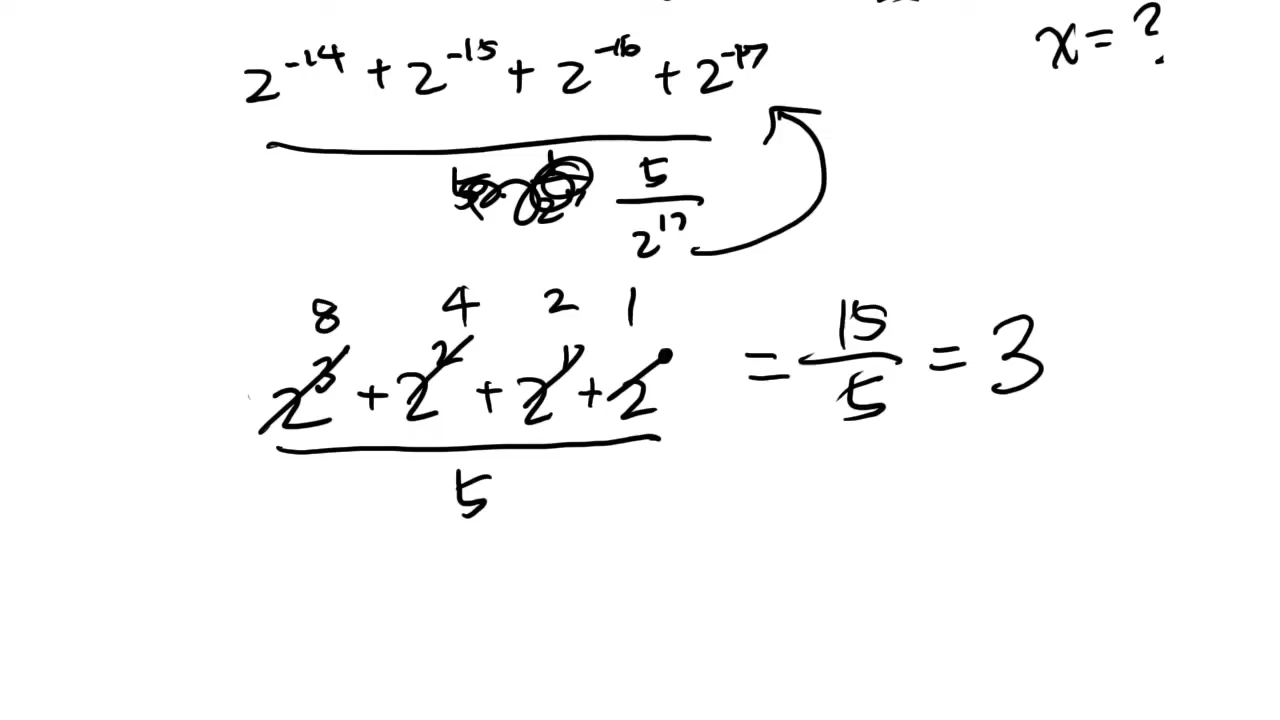 x = ?
2^-14 + 2^-15 + 2^-16 + 2^-17
5
2^17
8 4 2 1
2^3 + 2^2 + 2^1 + 2^0 = 15/5 = 3
5